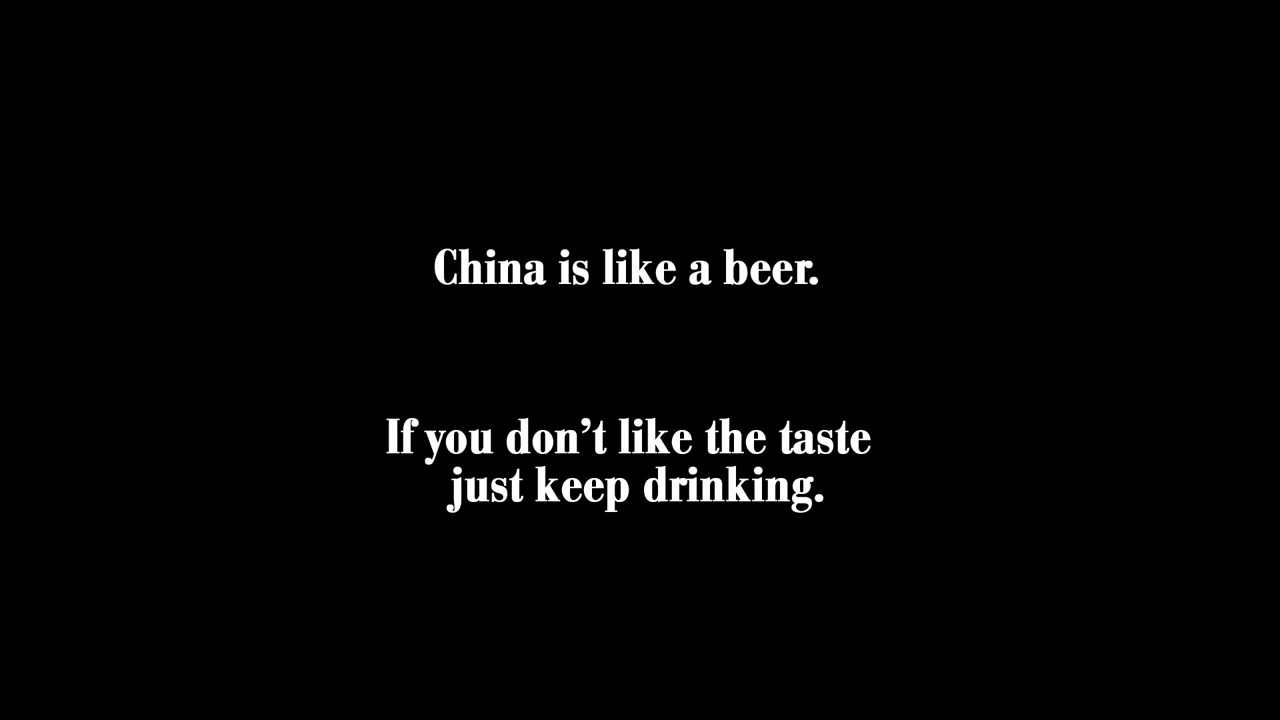 China is like a beer.
If you don’t like the taste
just keep drinking.